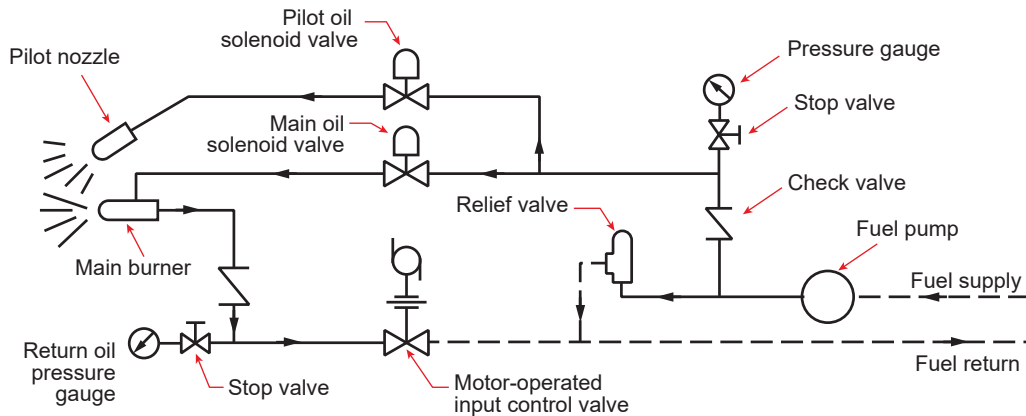 Pilot oil
solenoid valve
Pilot nozzle
Pressure gauge
Stop valve
Main oil
solenoid valve
Check valve
Relief valve
Fuel pump
Main burner
Fuel supply
Return oil
pressure
gauge
Stop valve
Motor-operated
input control valve
Fuel return